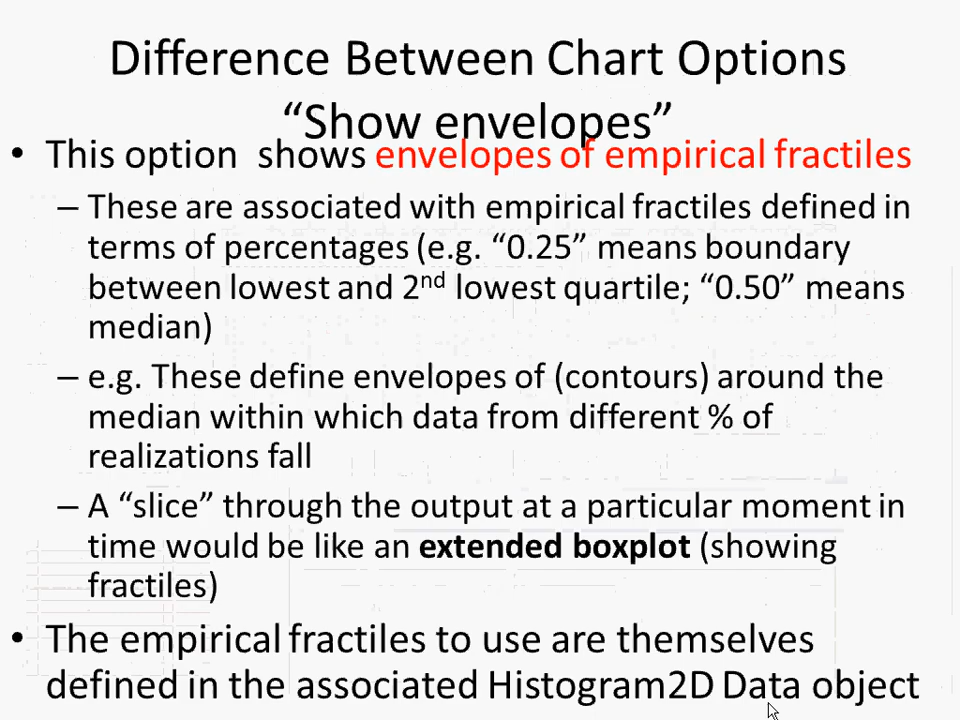 Difference Between Chart Options
“Show envelopes”
• This option shows envelopes of empirical fractiles
– These are associated with empirical fractiles defined in
terms of percentages (e.g. “0.25” means boundary
between lowest and 2nd lowest quartile; “0.50” means
median)
– e.g. These define envelopes of (contours) around the
median within which data from different % of
realizations fall
– A “slice” through the output at a particular moment in
time would be like an extended boxplot (showing
fractiles)
• The empirical fractiles to use are themselves
defined in the associated Histogram2D Data object